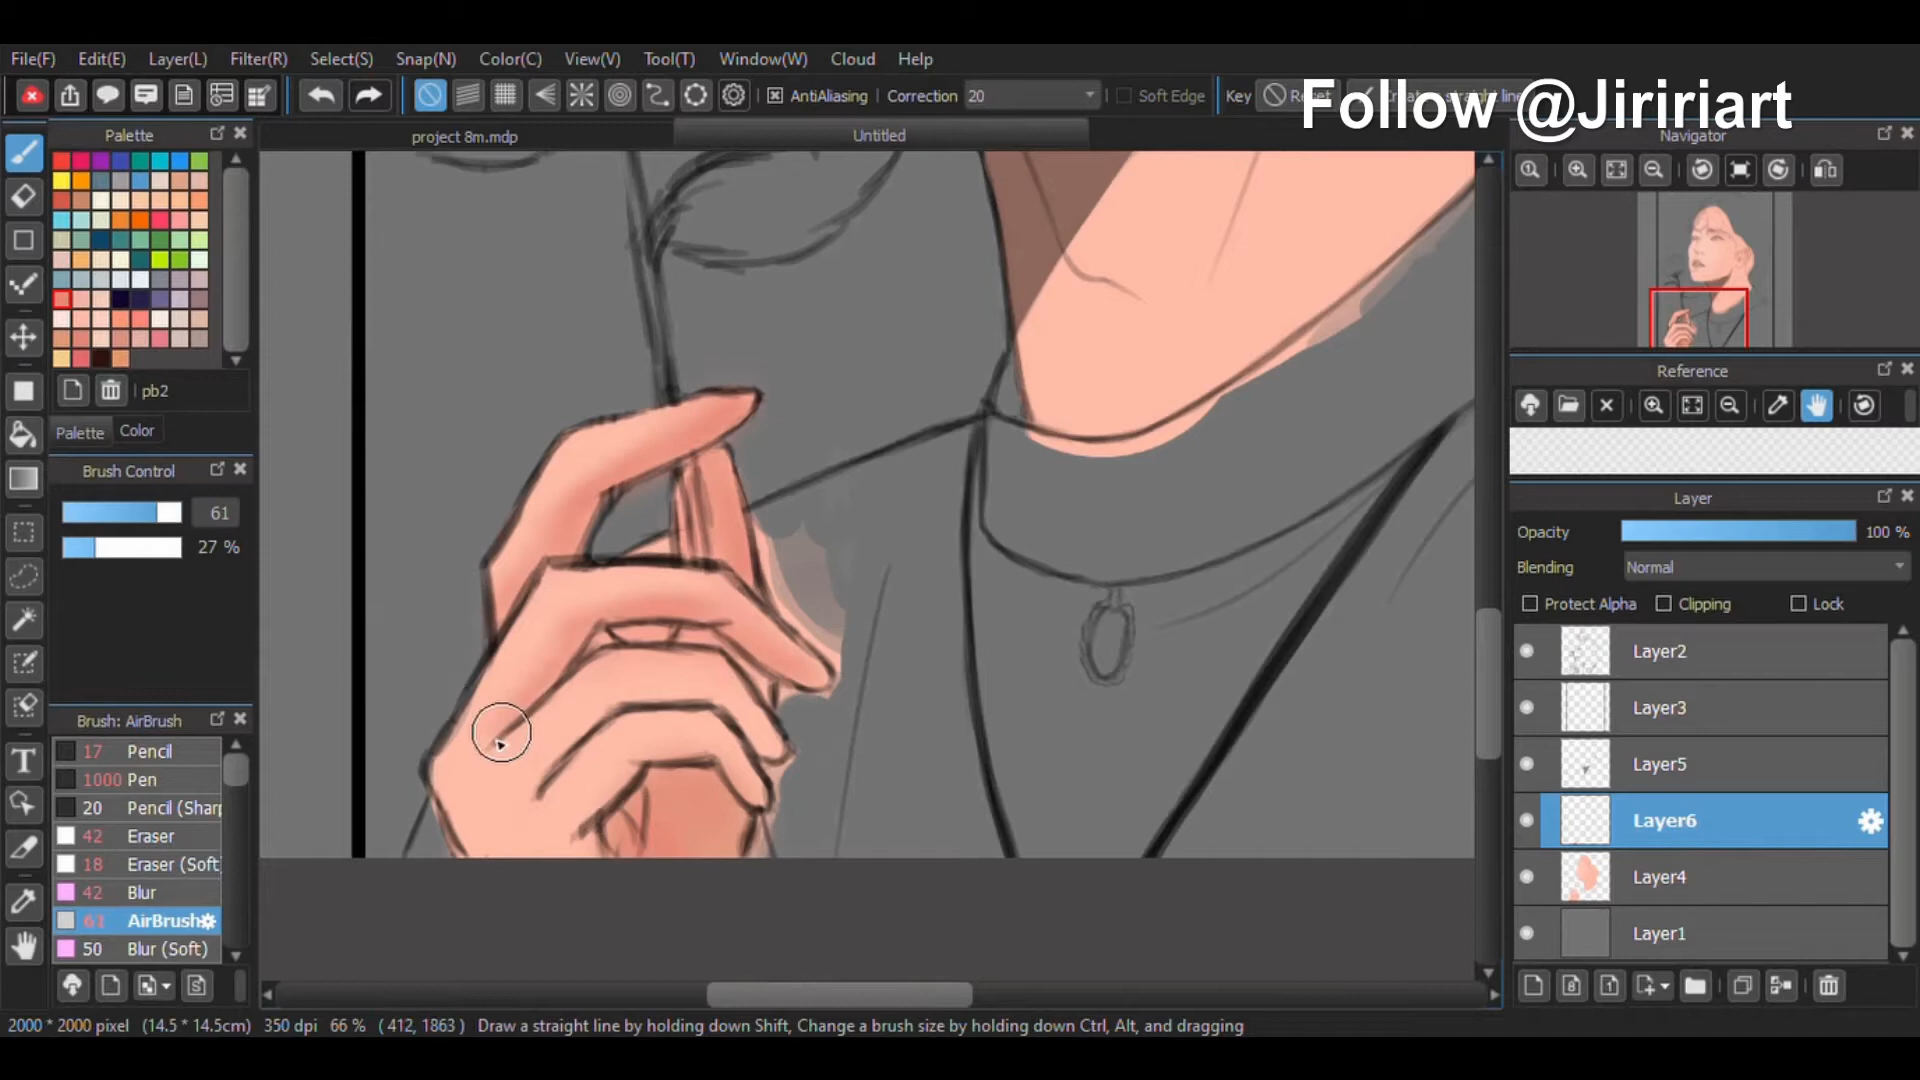 File(F) Edit(E) Layer(L) Filter(R) Select(S) Snap(N) Color(C) View(V) Tool(T) Window(W) Cloud Help
AntiAliasing Correction 20 Soft Edge Key Reset
Follow @Jiririart
Palette
project 8m.mdp
Untitled
Navigator
pb2
Palette Color
Brush Control
61
27 %
Brush: AirBrush
17 Pencil
1000 Pen
20 Pencil (Shar
42 Eraser
18 Eraser (Soft
42 Blur
61 AirBrush
50 Blur (Soft)
Reference
Layer
Opacity 100 %
Blending Normal
Protect Alpha Clipping Lock
Layer2
Layer3
Layer5
Layer6
Layer4
Layer1
2000 * 2000 pixel (14.5 * 14.5cm) 350 dpi 66 % ( 412, 1863 ) Draw a straight line by holding down Shift, Change a brush size by holding down Ctrl, Alt, and dragging